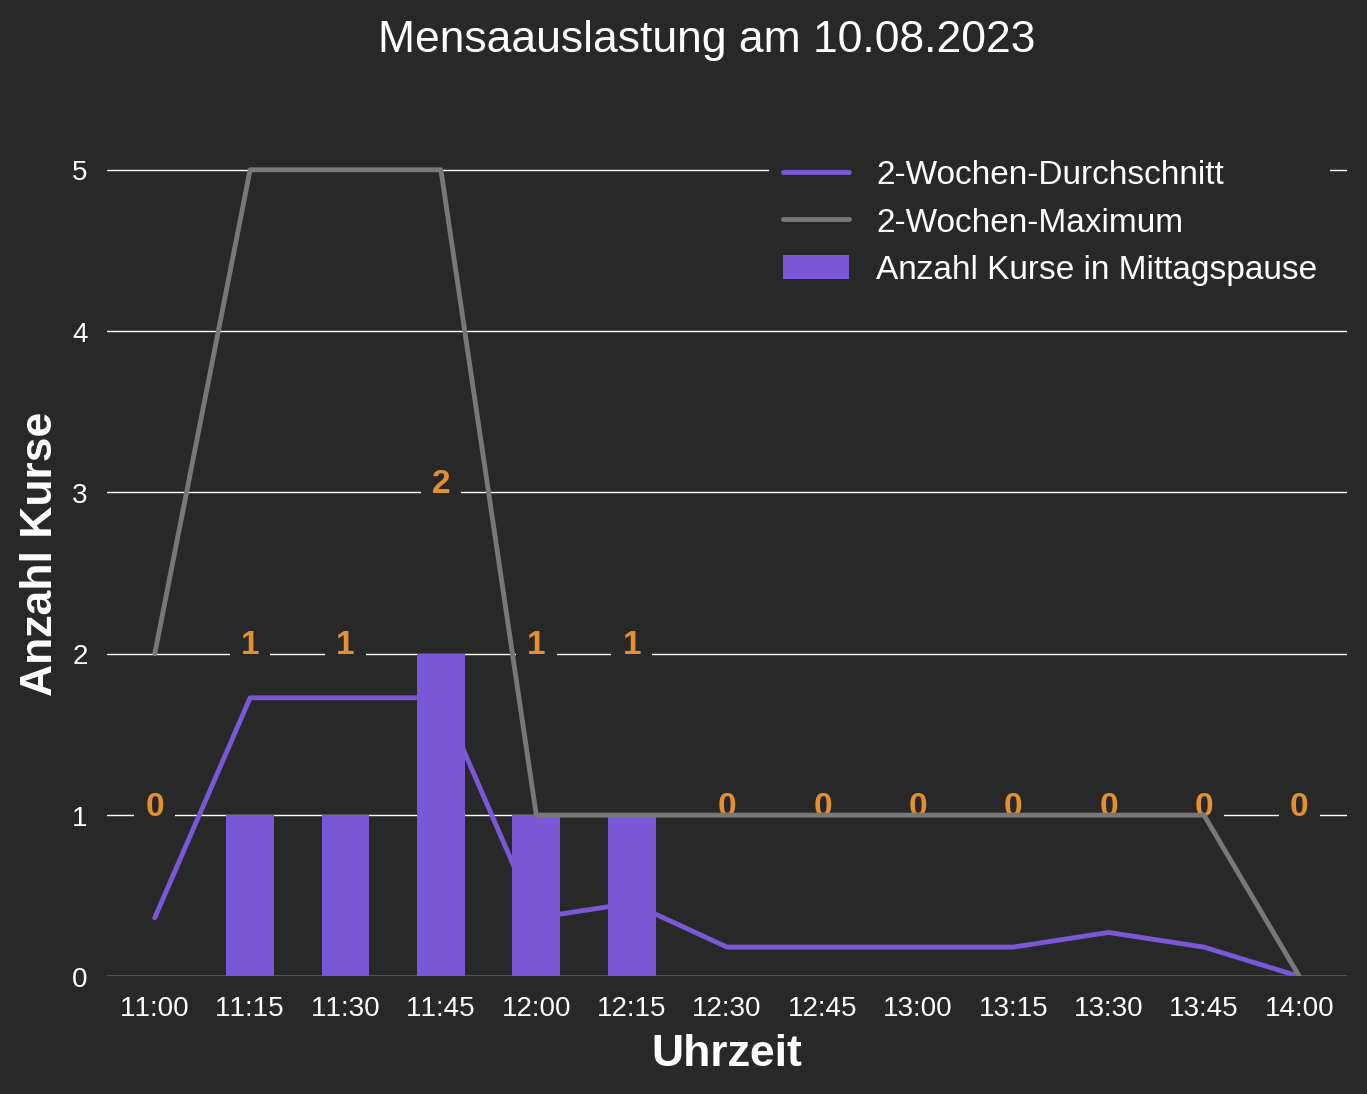 Mensaauslastung am 10.08.2023
2-Wochen-Durchschnitt
2-Wochen-Maximum
Anzahl Kurse in Mittagspause
Anzahl Kurse
5
4
3
2
1
0
2
1 1 1 1
0 0 0 0 0 0 0 0
11:00 11:15 11:30 11:45 12:00 12:15 12:30 12:45 13:00 13:15 13:30 13:45 14:00
Uhrzeit